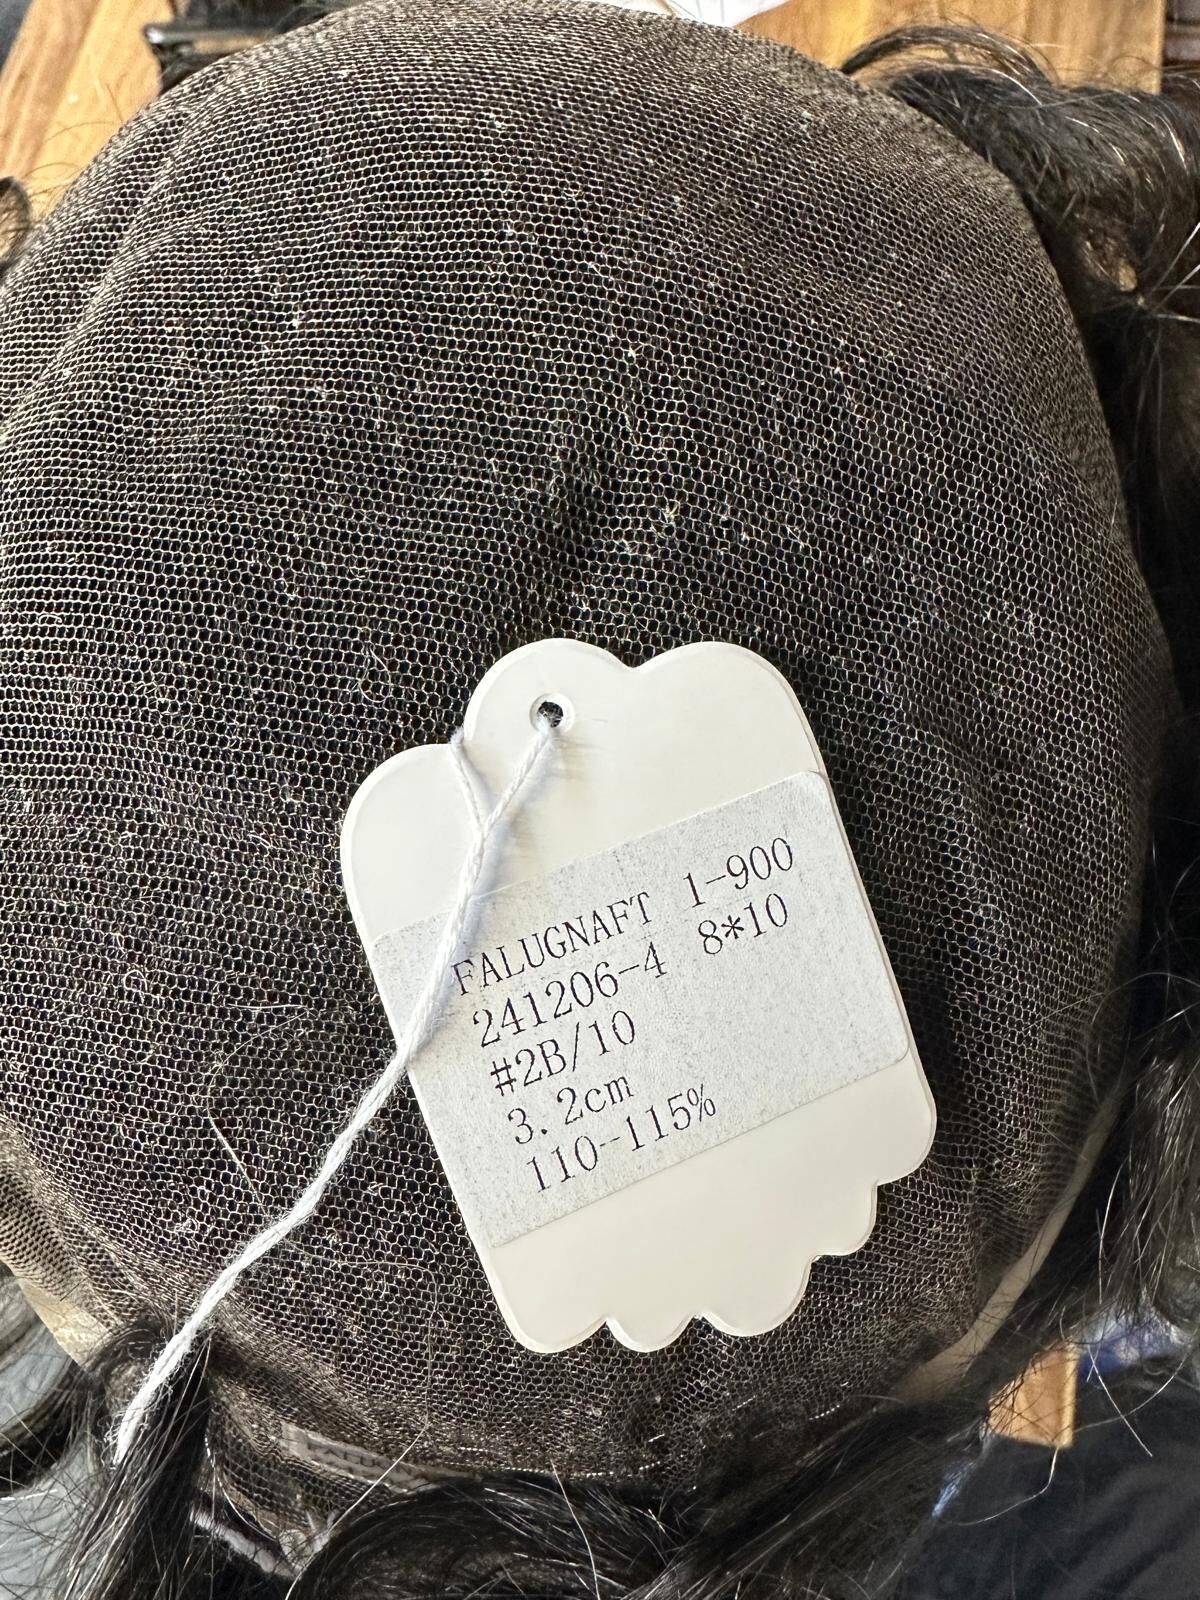 FALUGNAFT 1-900
241206-4 8*10
#2B/10
3.2cm
110--115%